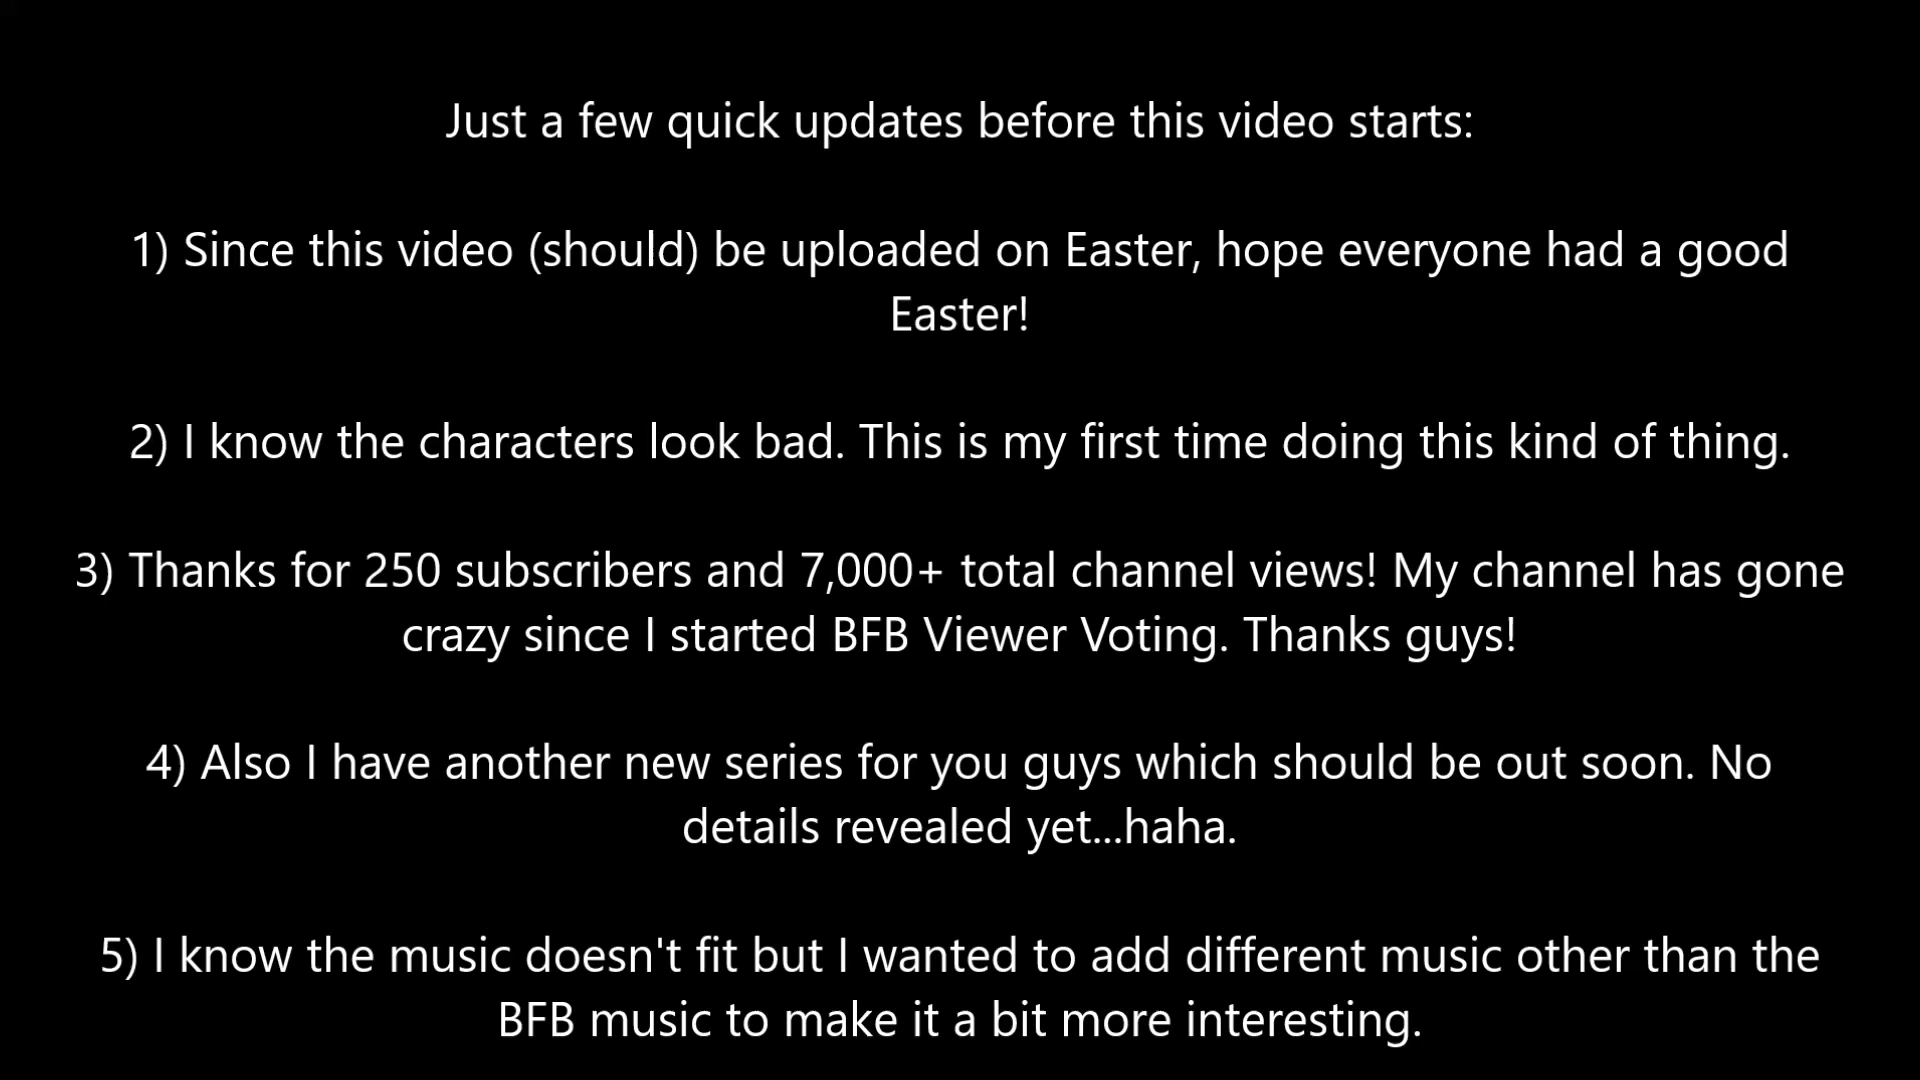 Just a few quick updates before this video starts:
1) Since this video (should) be uploaded on Easter, hope everyone had a good
Easter!
2) I know the characters look bad. This is my first time doing this kind of thing.
3) Thanks for 250 subscribers and 7,000+ total channel views! My channel has gone
crazy since I started BFB Viewer Voting. Thanks guys!
4) Also I have another new series for you guys which should be out soon. No
details revealed yet...haha.
5) I know the music doesn't fit but I wanted to add different music other than the
BFB music to make it a bit more interesting.